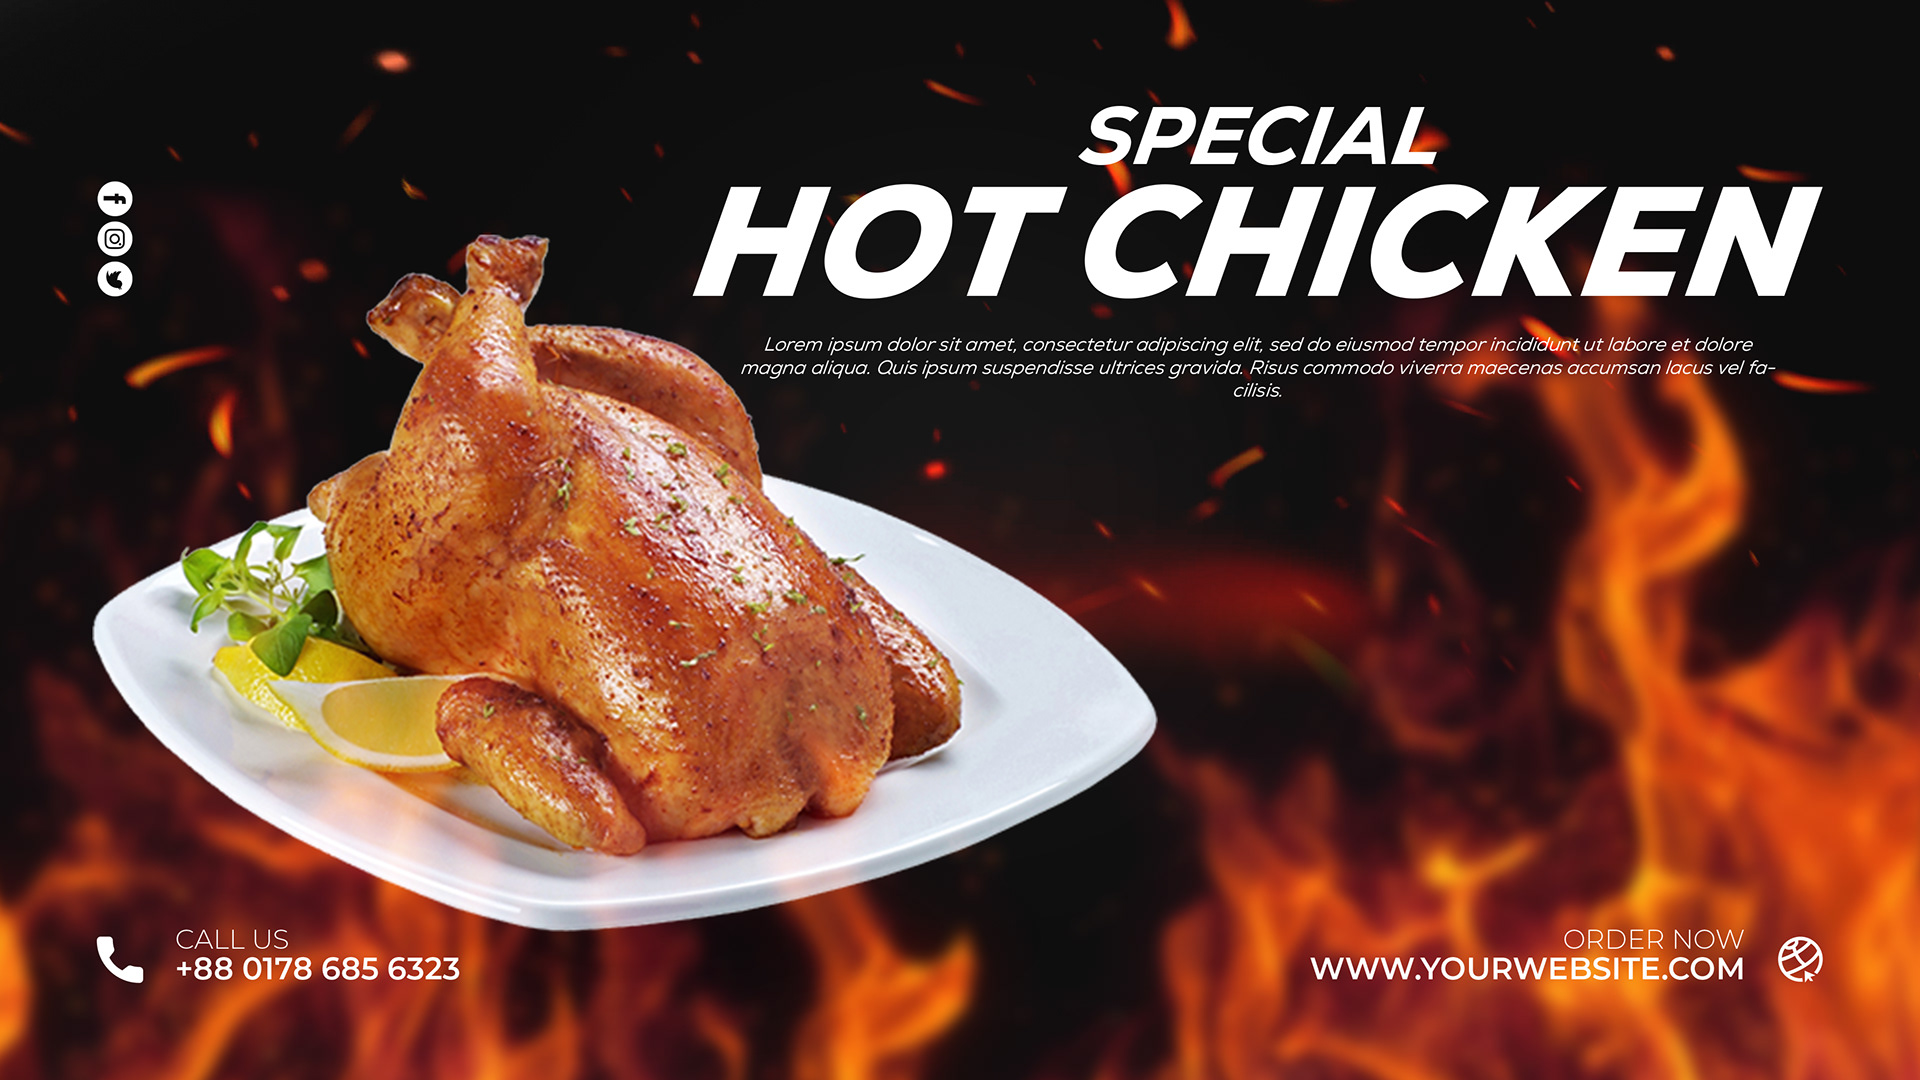 SPECIAL
HOT CHICKEN
Lorem ipsum dolor sit amet, consectetur adipiscing elit, sed do eiusmod tempor incididunt ut labore et dolore
magna aliqua. Quis ipsum suspendisse ultrices gravida. Risus commodo viverra maecenas accumsan lacus vel fa-
cilisis.
CALL US
+88 0178 685 6323
ORDER NOW
WWW.YOURWEBSITE.COM